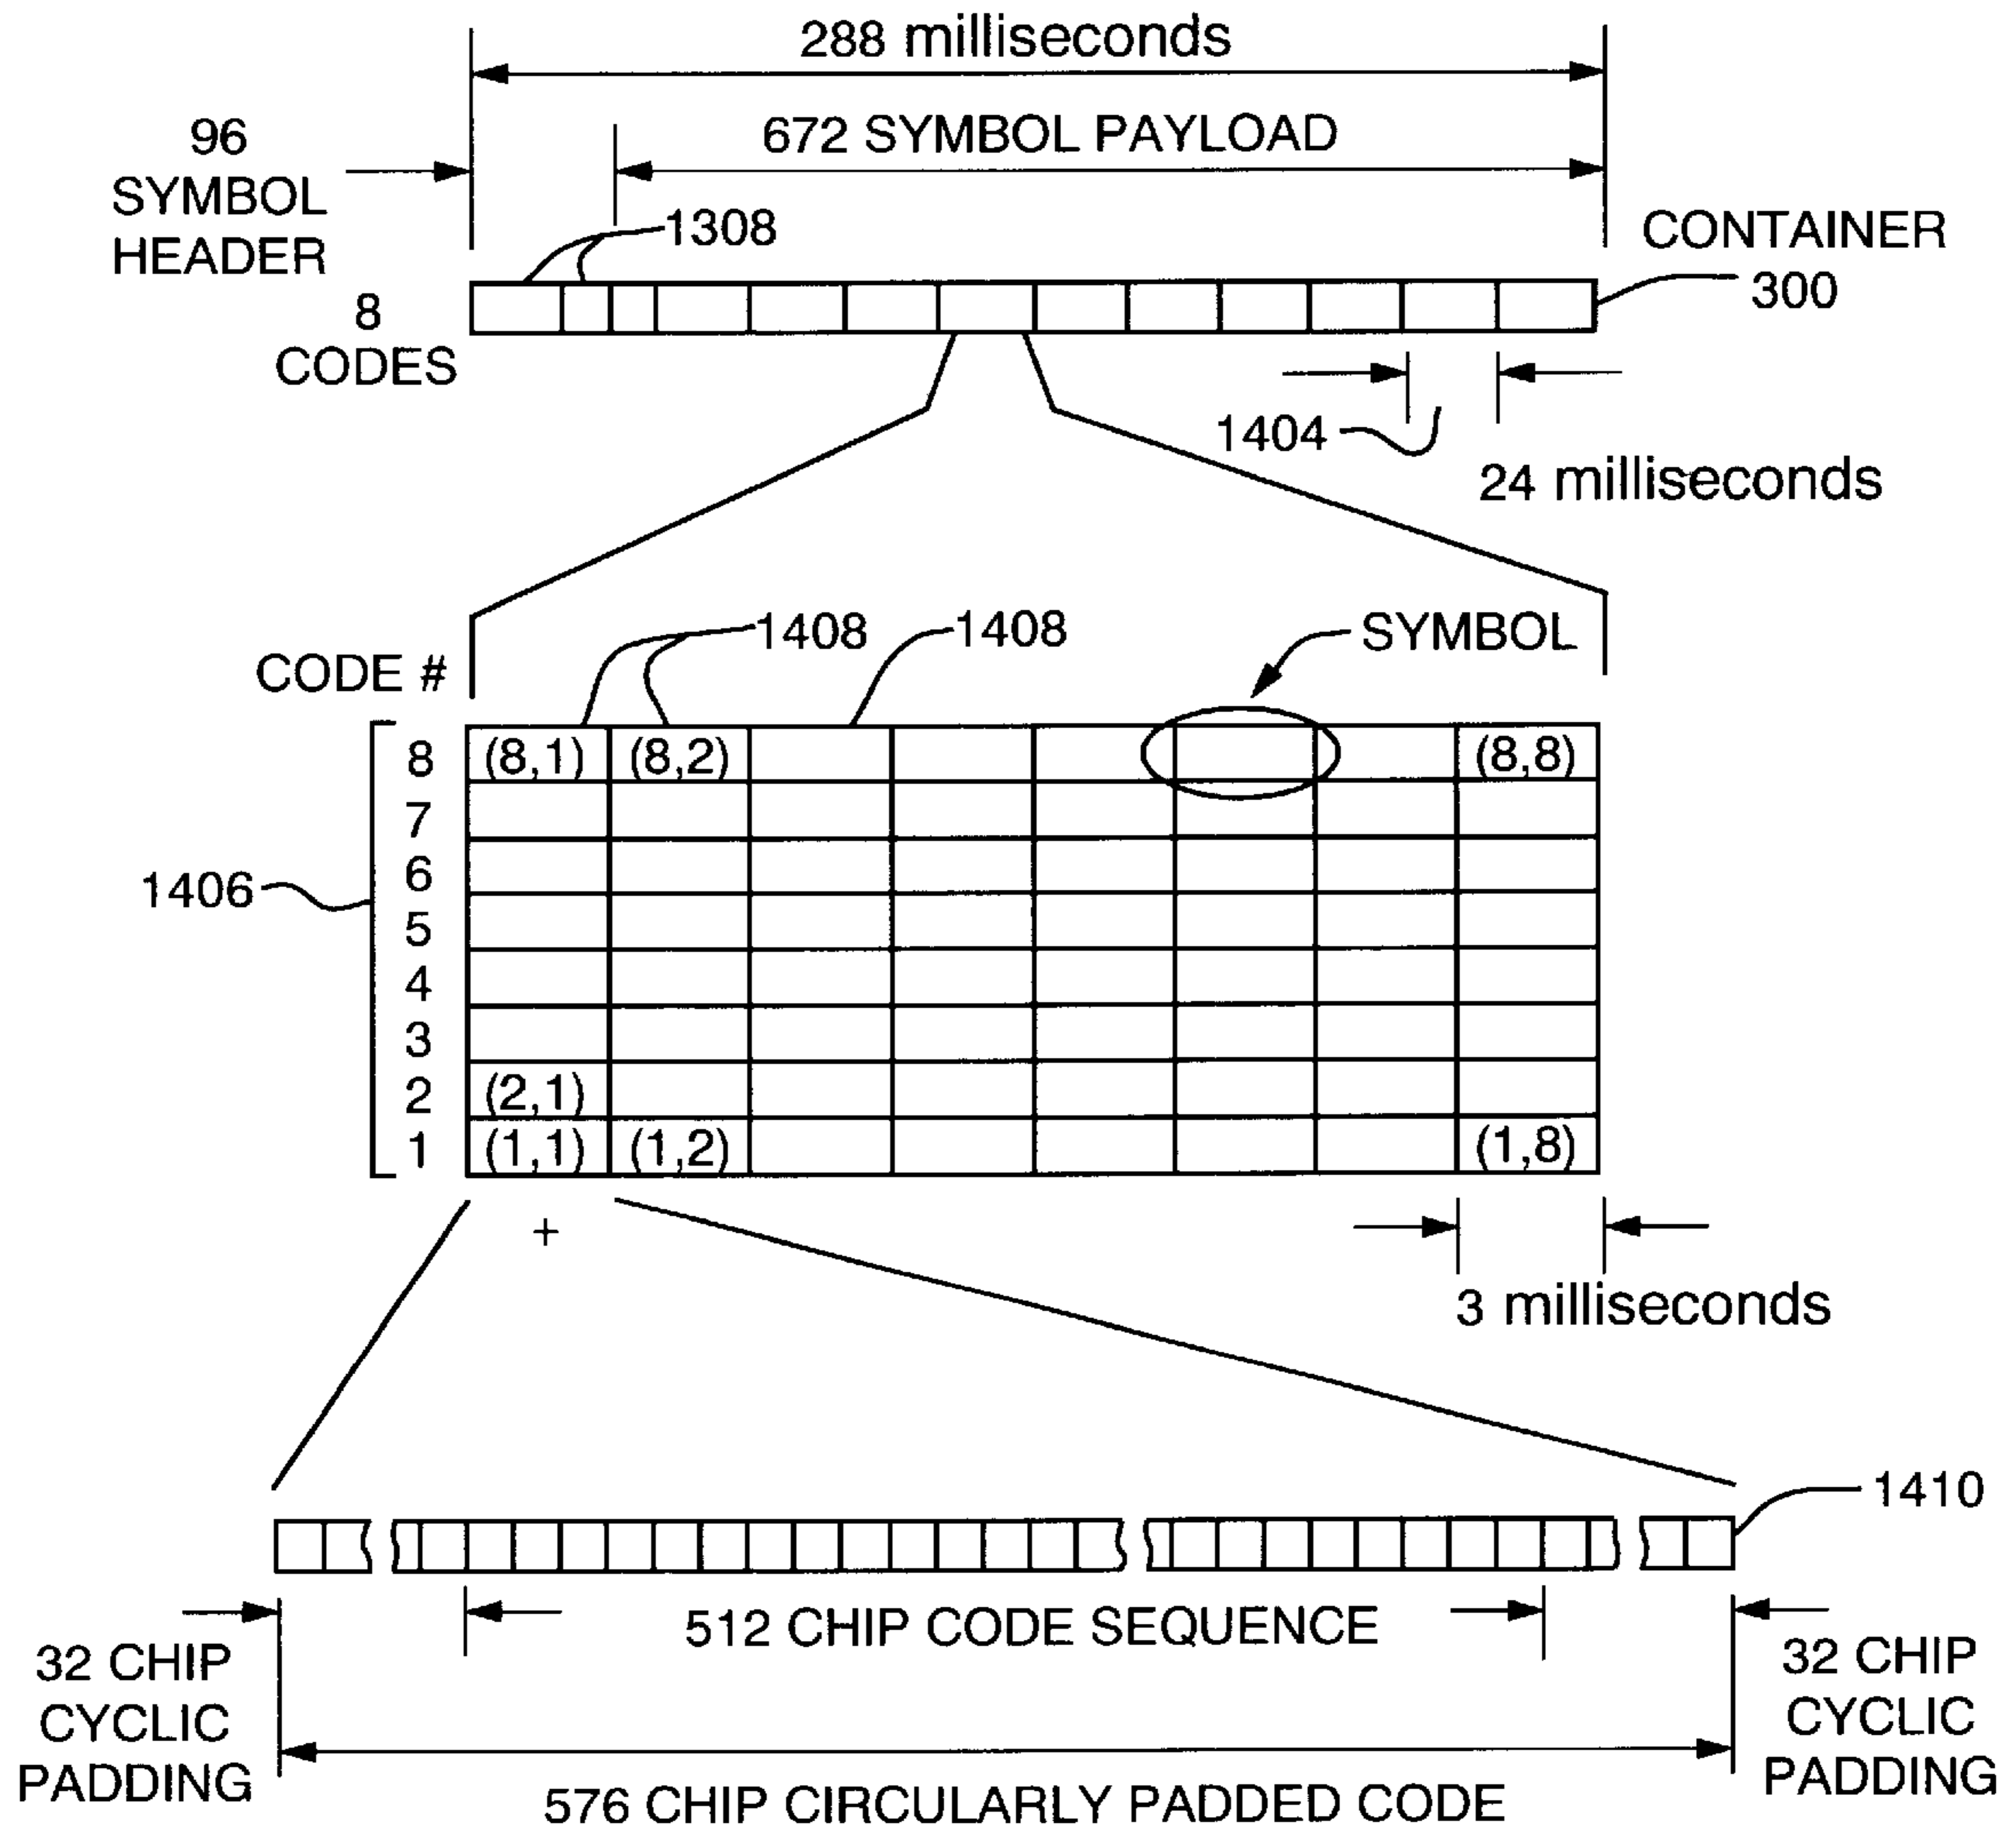 288 milliseconds
96
SYMBOL
HEADER
672 SYMBOL PAYLOAD
1308
CONTAINER
300
8
CODES
1404
24 milliseconds
1408
1408
SYMBOL
CODE #
8
(8,1)
(8,2)
(8,8)
7
6
1406
5
4
3
2
(2,1)
1
(1,1)
(1,2)
(1,8)
+
3 milliseconds
1410
512 CHIP CODE SEQUENCE
32 CHIP
CYCLIC
PADDING
32 CHIP
CYCLIC
PADDING
576 CHIP CIRCULARLY PADDED CODE